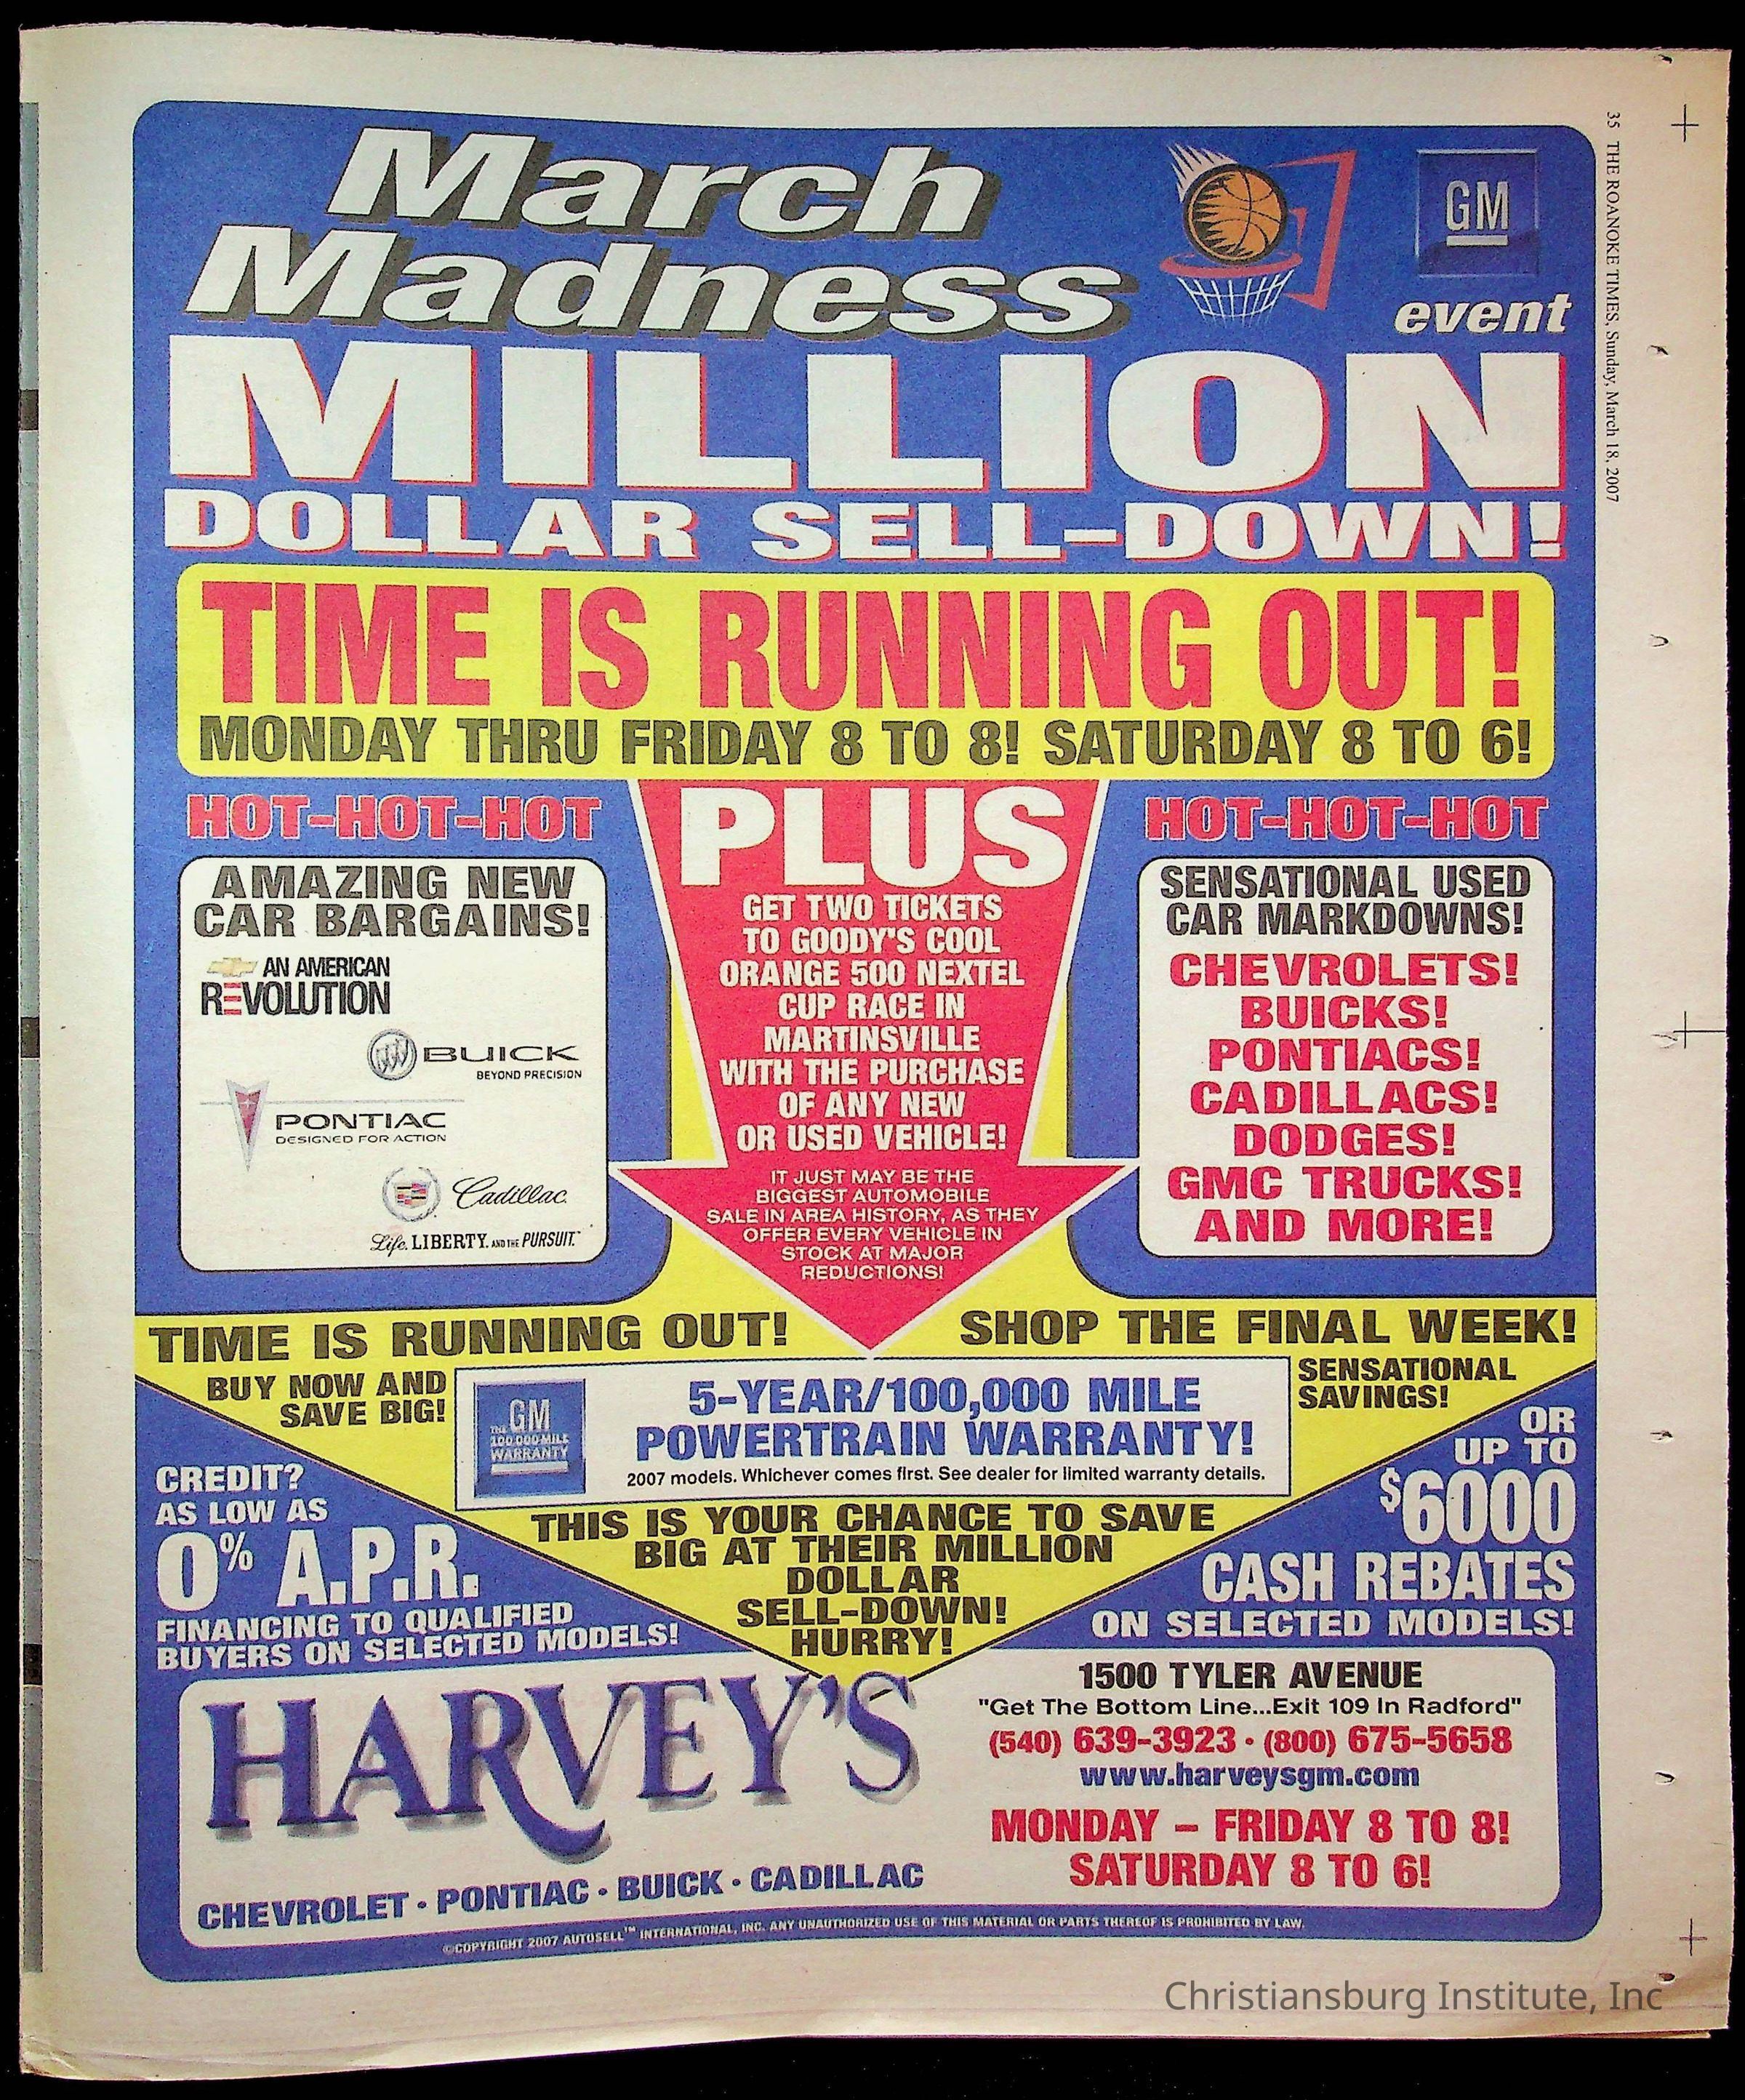 35 THE ROANOKE TIMES, Sunday, March 18, 2007
March
Madness
GM
event
MILLION
DOLLAR SELL-DOWN!
TIME IS RUNNING OUT!
MONDAY THRU FRIDAY 8 TO 8! SATURDAY 8 TO 6!
HOT-HOT-HOT
AMAZING NEW
CAR BARGAINS!
AN AMERICAN
REVOLUTION
BUICK
BEYOND PRECISION
PONTIAC
DESIGNED FOR ACTION
Cadillac.
Life. LIBERTY. AND THE PURSUIT.™
PLUS
GET TWO TICKETS
TO GOODY'S COOL
ORANGE 500 NEXTEL
CUP RACE IN
MARTINSVILLE
WITH THE PURCHASE
OF ANY NEW
OR USED VEHICLE!
IT JUST MAY BE THE
BIGGEST AUTOMOBILE
SALE IN AREA HISTORY, AS THEY
OFFER EVERY VEHICLE IN
STOCK AT MAJOR
REDUCTIONS!
HOT-HOT-HOT
SENSATIONAL USED
CAR MARKDOWNS!
CHEVROLETS!
BUICKS!
PONTIACS!
CADILLACS!
DODGES!
GMC TRUCKS!
AND MORE!
TIME IS RUNNING OUT!
SHOP THE FINAL WEEK!
BUY NOW AND
SAVE BIG!
THE GM
100,000 MILE
WARRANTY
5-YEAR/100,000 MILE
POWERTRAIN WARRANTY!
2007 models. Whichever comes first. See dealer for limited warranty details.
SENSATIONAL
SAVINGS!
CREDIT?
AS LOW AS
0% A.P.R.
FINANCING TO QUALIFIED
BUYERS ON SELECTED MODELS!
THIS IS YOUR CHANCE TO SAVE
BIG AT THEIR MILLION
DOLLAR
SELL-DOWN!
HURRY!
OR
UP TO
$6000
CASH REBATES
ON SELECTED MODELS!
HARVEY'S
CHEVROLET • PONTIAC • BUICK • CADILLAC
1500 TYLER AVENUE
"Get The Bottom Line...Exit 109 In Radford"
(540) 639-3923 • (800) 675-5658
www.harveysgm.com
MONDAY – FRIDAY 8 TO 8!
SATURDAY 8 TO 6!
©COPYRIGHT 2007 AUTOSELL™ INTERNATIONAL, INC. ANY UNAUTHORIZED USE OF THIS MATERIAL OR PARTS THEREOF IS PROHIBITED BY LAW.
Christiansburg Institute, Inc